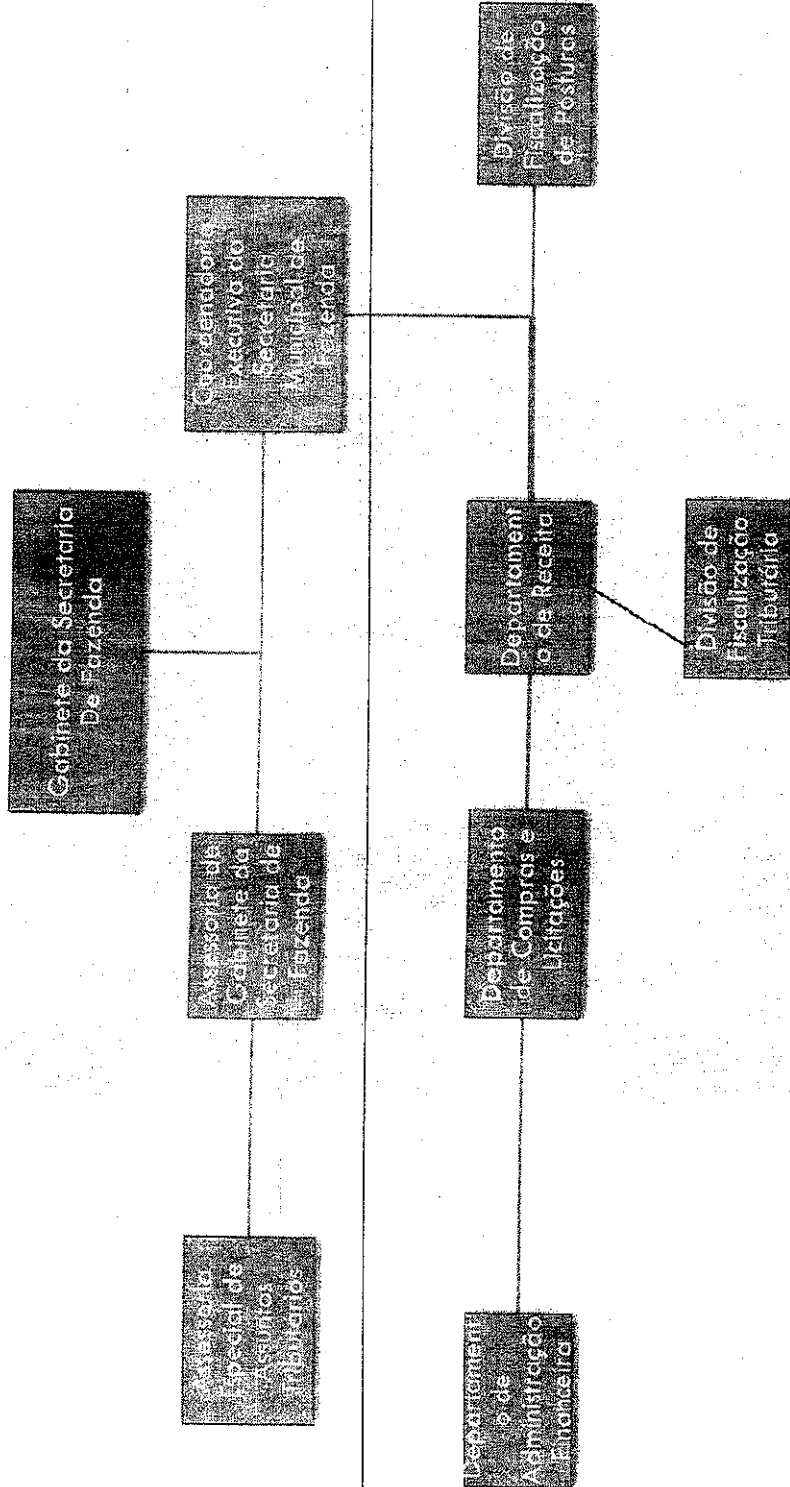 Gabinete da Secretaria
De Fazenda
Assessoria
Especial de
Assuntos
Tributarios
Assessoria de
Gabinete da
Secretaria de
Fazenda
Coordenadoria
Executiva da
Secretaria
Municipal de
Fazenda
Departament
o de
Administração
Financeira
Departamento
de Compras e
Licitações
Departament
o de Receita
Divisão de
Fiscalização
de Posturas
Divisão de
Fiscalização
Tributária